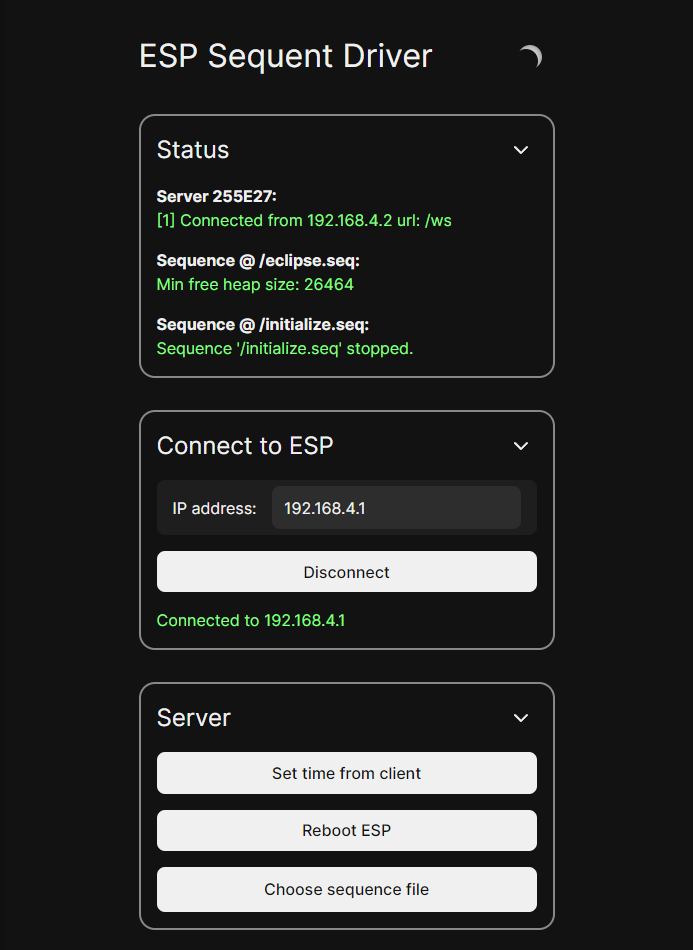 ESP Sequent Driver
Status
Server 255E27:
[1] Connected from 192.168.4.2 url: /ws
Sequence @ /eclipse.seq:
Min free heap size: 26464
Sequence @ /initialize.seq:
Sequence '/initialize.seq' stopped.
Connect to ESP
IP address: 192.168.4.1
Disconnect
Connected to 192.168.4.1
Server
Set time from client
Reboot ESP
Choose sequence file